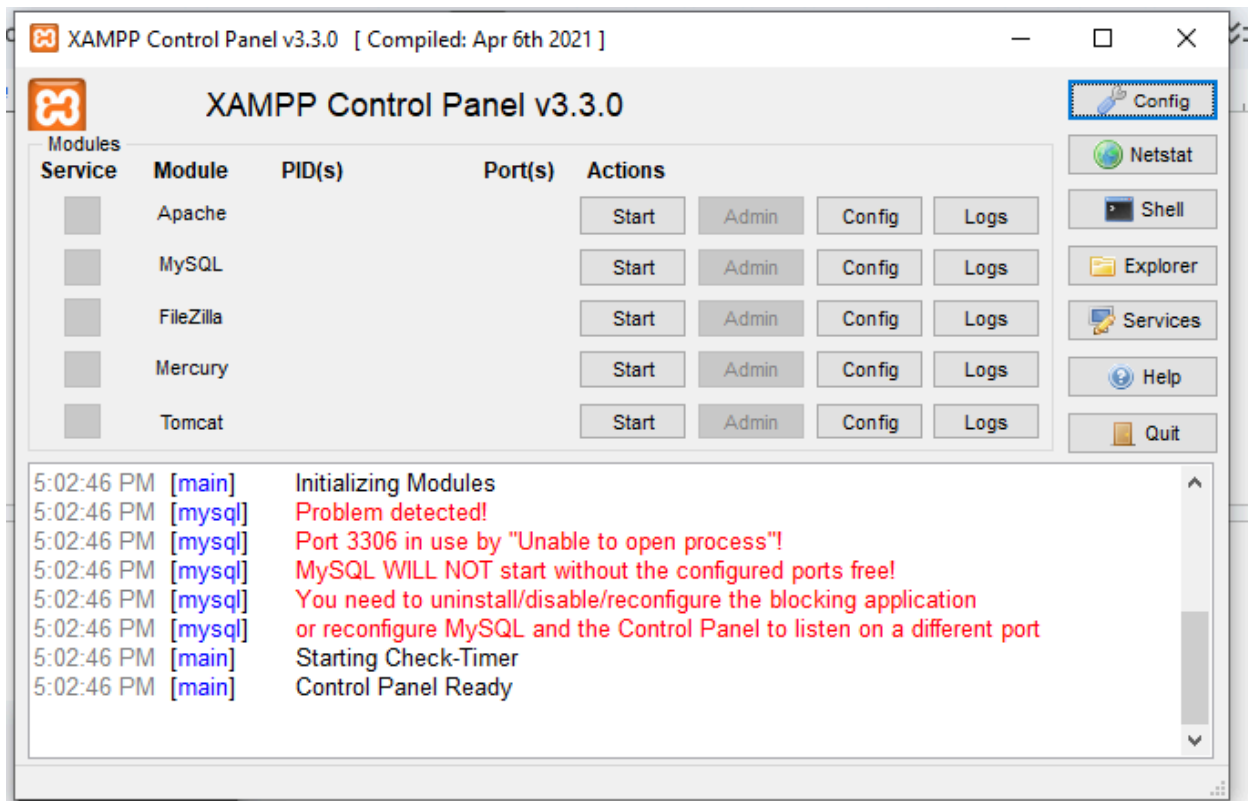 XAMPP Control Panel v3.3.0 [ Compiled: Apr 6th 2021 ]
XAMPP Control Panel v3.3.0
Config
Modules
Service Module PID(s) Port(s) Actions
Netstat
Apache Start Admin Config Logs
Shell
MySQL Start Admin Config Logs
Explorer
FileZilla Start Admin Config Logs
Services
Mercury Start Admin Config Logs
Help
Tomcat Start Admin Config Logs
Quit
5:02:46 PM [main] Initializing Modules
5:02:46 PM [mysql] Problem detected!
5:02:46 PM [mysql] Port 3306 in use by "Unable to open process"!
5:02:46 PM [mysql] MySQL WILL NOT start without the configured ports free!
5:02:46 PM [mysql] You need to uninstall/disable/reconfigure the blocking application
5:02:46 PM [mysql] or reconfigure MySQL and the Control Panel to listen on a different port
5:02:46 PM [main] Starting Check-Timer
5:02:46 PM [main] Control Panel Ready